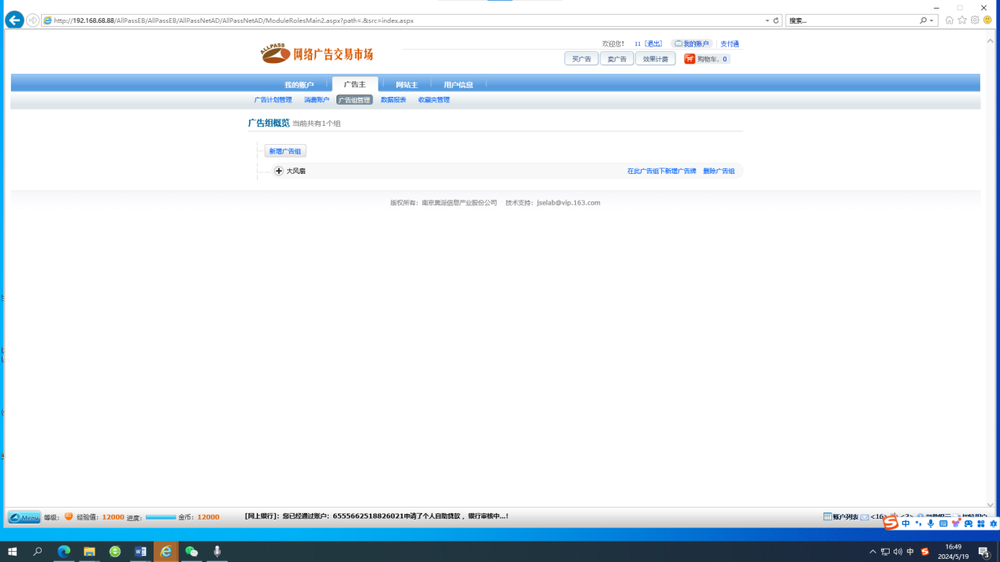 http://192.168.68.88/AllPassEB/AllPassEB/AllPassNetAD/AllPassNetAD/ModuleRolesMain2.aspx?path=.&src=index.aspx
搜索...
欢迎您! 11 [退出] 我的账户 支付通
ALLPASS 网络广告交易市场
买广告 卖广告 效果计费 购物车，0
我的账户 广告主 网站主 用户信息
广告计划管理 消费账户 广告组管理 数据报表 收藏夹管理
广告组概览 当前共有1个组
新增广告组
大风扇 在此广告组下新增广告牌 删除广告组
版权所有：南京奥派信息产业股份公司 技术支持：jselab@vip.163.com
Menu 等级: 经验值: 12000 进度: 金币: 12000 [网上银行]: 您已经通过账户: 6555662518826021申请了个人自助贷款，银行审核中...! 账户列表 <16>
中
中
16:49
2024/5/19
3